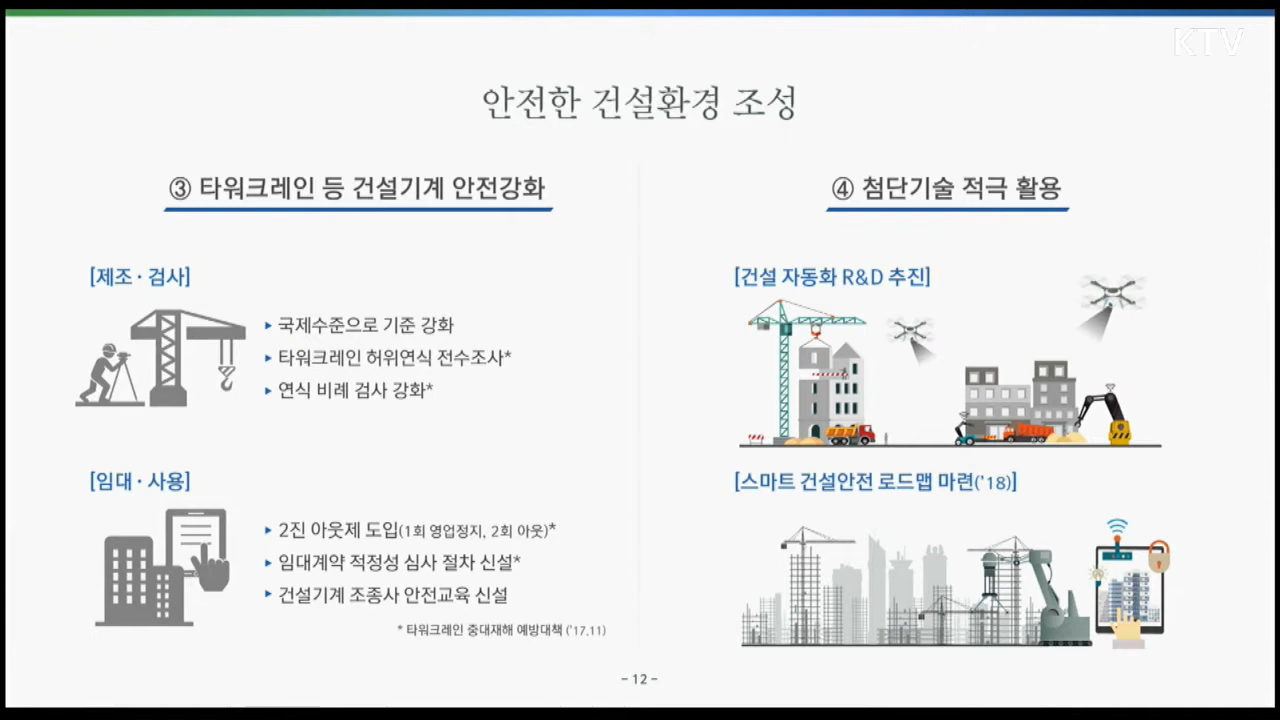 KTV
안전한 건설환경 조성
③ 타워크레인 등 건설기계 안전강화
[제조 · 검사]
▸ 국제수준으로 기준 강화
▸ 타워크레인 허위연식 전수조사*
▸ 연식 비례 검사 강화*
[임대 · 사용]
▸ 2진 아웃제 도입(1회 영업정지, 2회 아웃)*
▸ 임대계약 적정성 심사 절차 신설*
▸ 건설기계 조종사 안전교육 신설
* 타워크레인 중대재해 예방대책 ('17.11)
④ 첨단기술 적극 활용
[건설 자동화 R&D 추진]
[스마트 건설안전 로드맵 마련('18)]
- 12 -